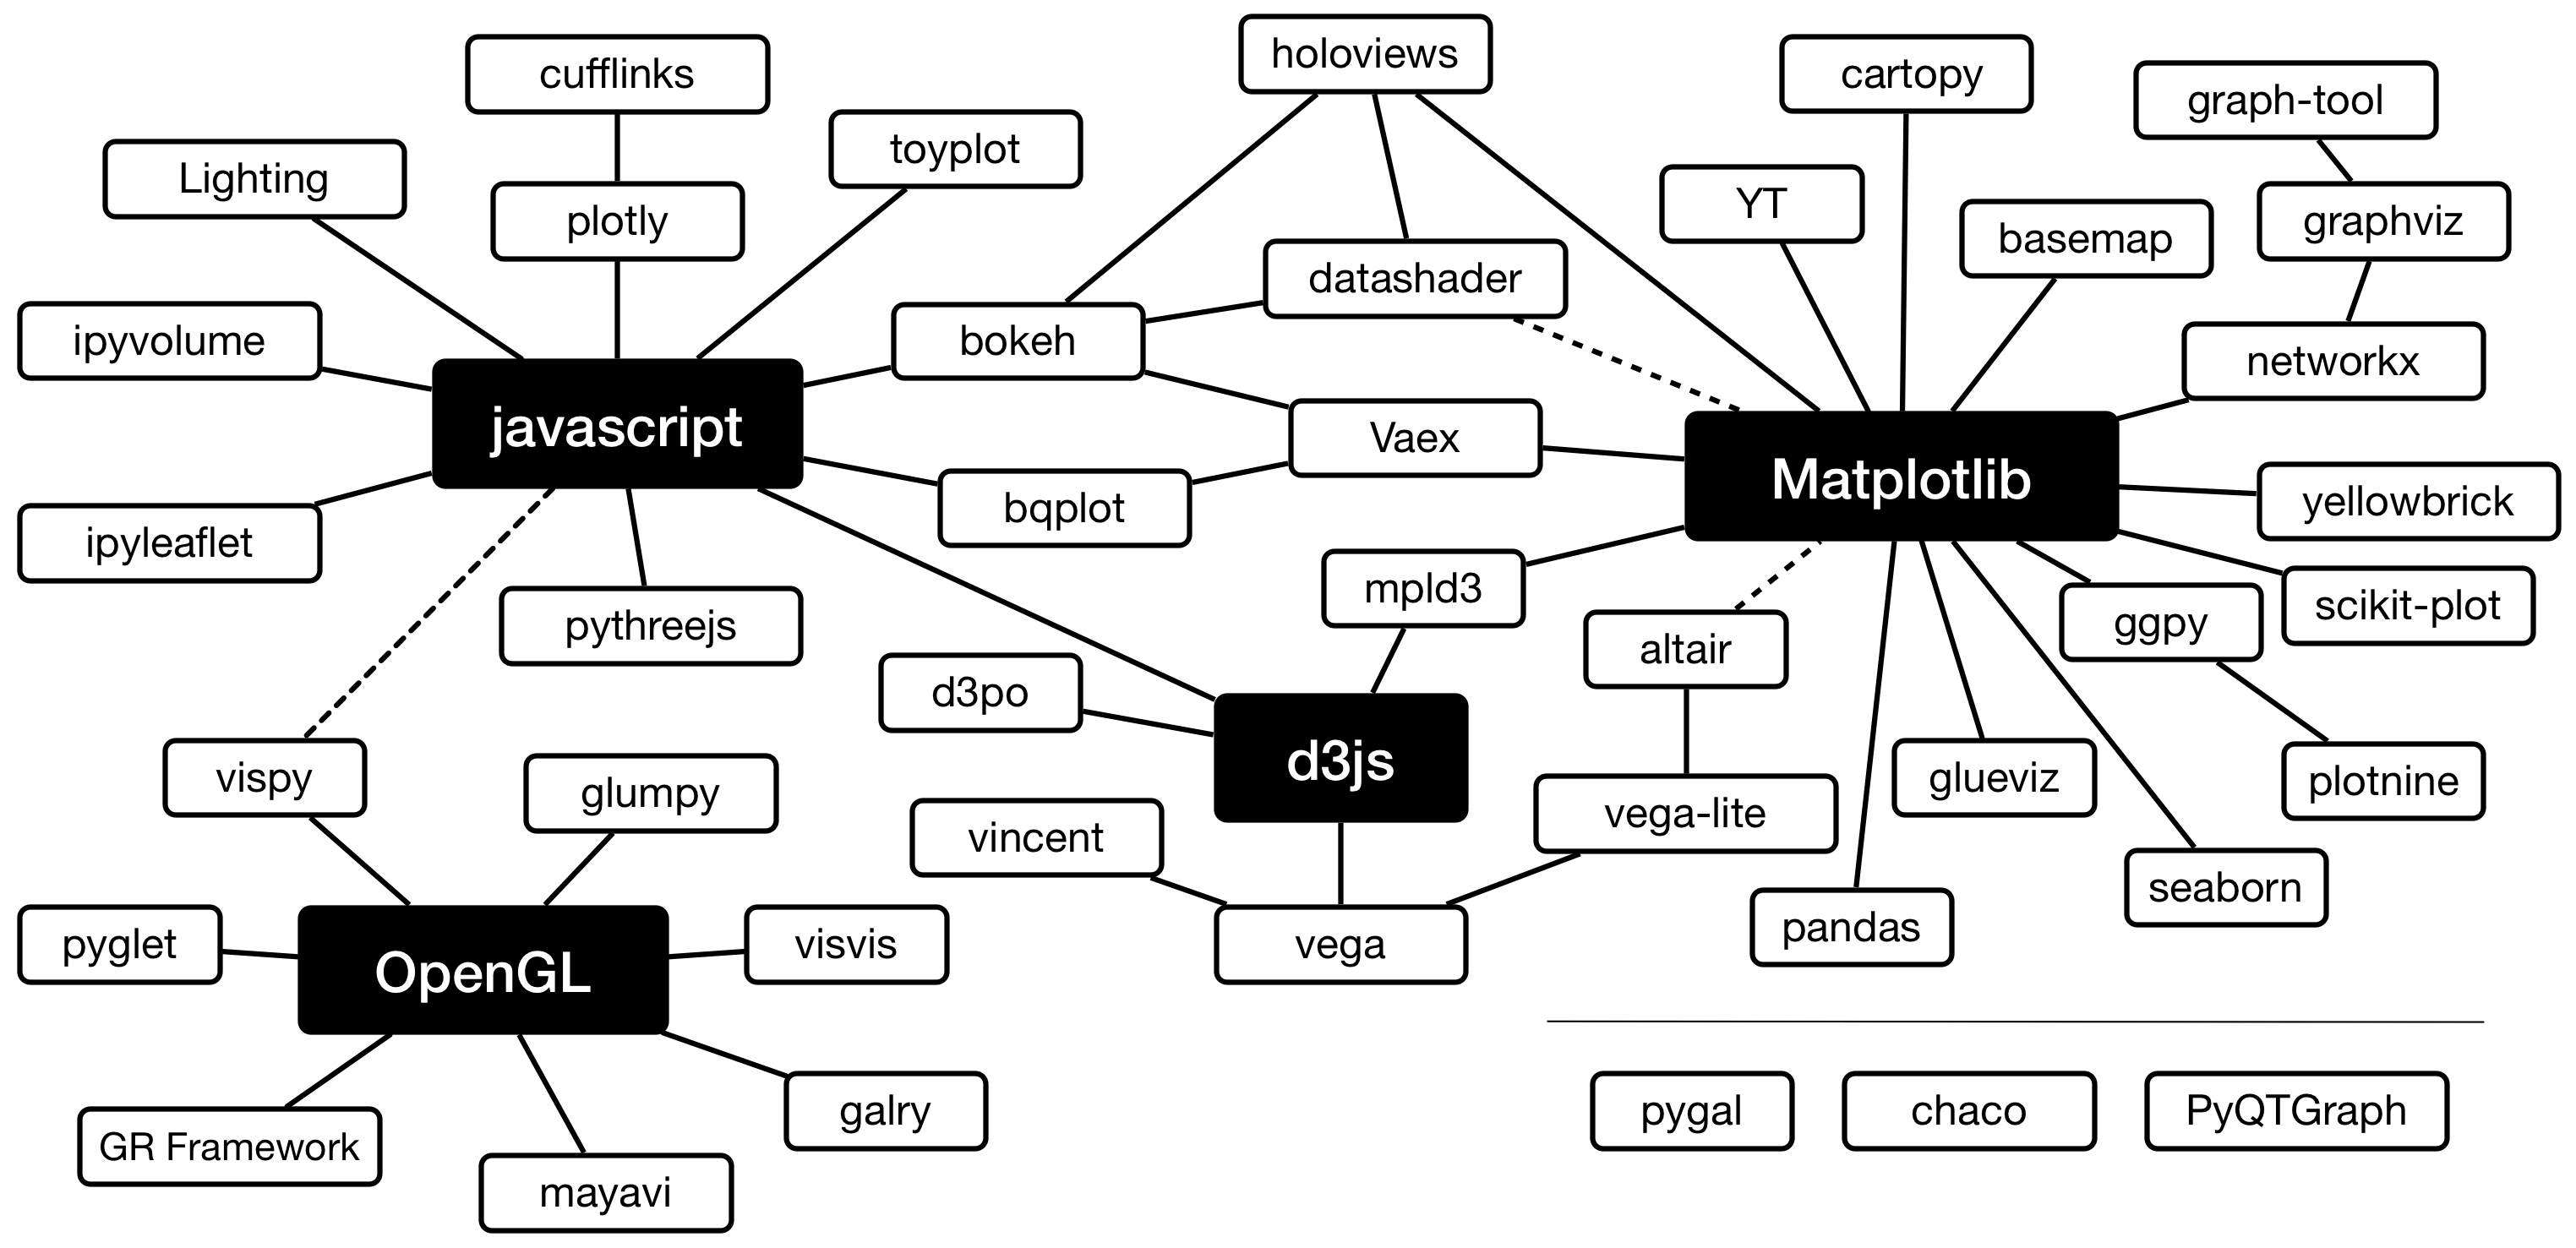 holoviews
cufflinks
cartopy
graph-tool
toyplot
Lighting
YT
plotly
graphviz
basemap
datashader
ipyvolume
bokeh
networkx
javascript
Vaex
Matplotlib
yellowbrick
bqplot
ipyleaflet
mpld3
scikit-plot
pythreejs
ggpy
altair
d3po
d3js
vispy
glueviz
plotnine
glumpy
vega-lite
vincent
seaborn
pandas
pyglet
visvis
vega
OpenGL
galry
pygal
chaco
PyQTGraph
GR Framework
mayavi